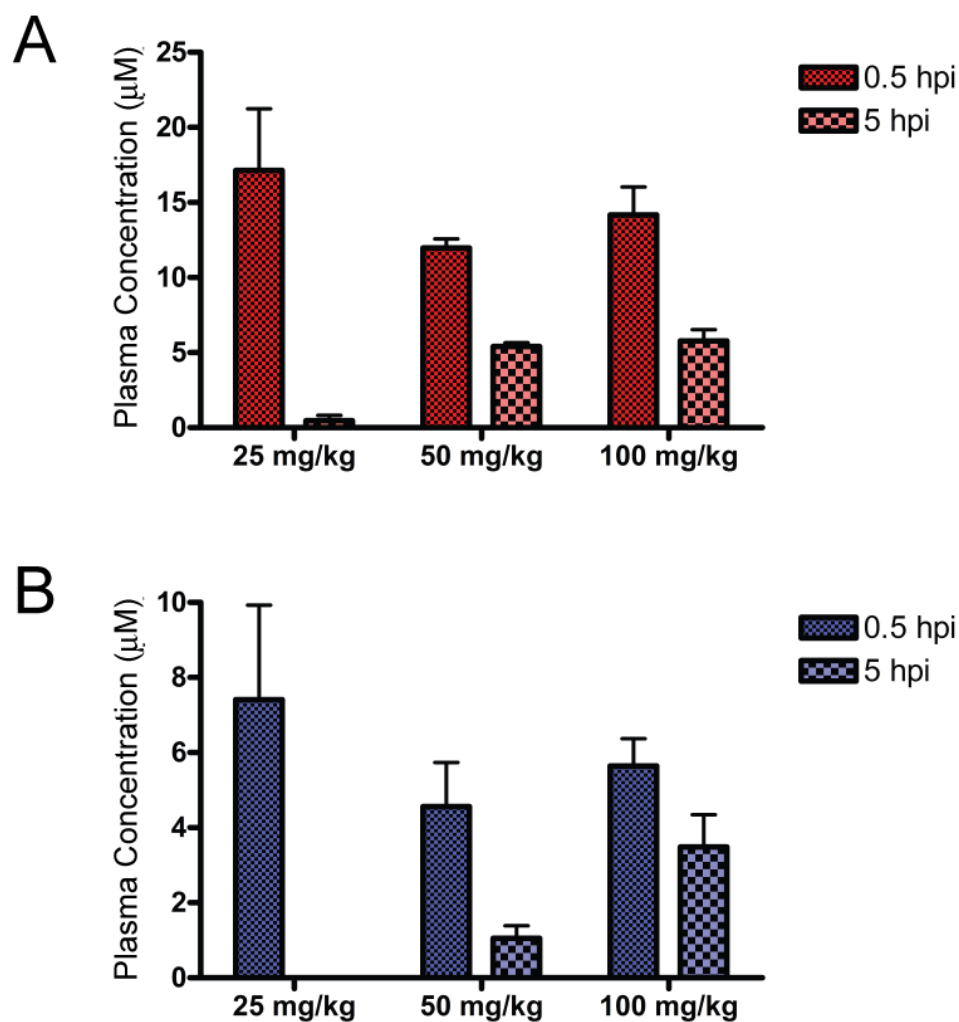 A
Plasma Concentration (μM)
25
20
15
10
5
0
25 mg/kg
50 mg/kg
100 mg/kg
0.5 hpi
5 hpi
B
Plasma Concentration (μM)
10
8
6
4
2
0
25 mg/kg
50 mg/kg
100 mg/kg
0.5 hpi
5 hpi